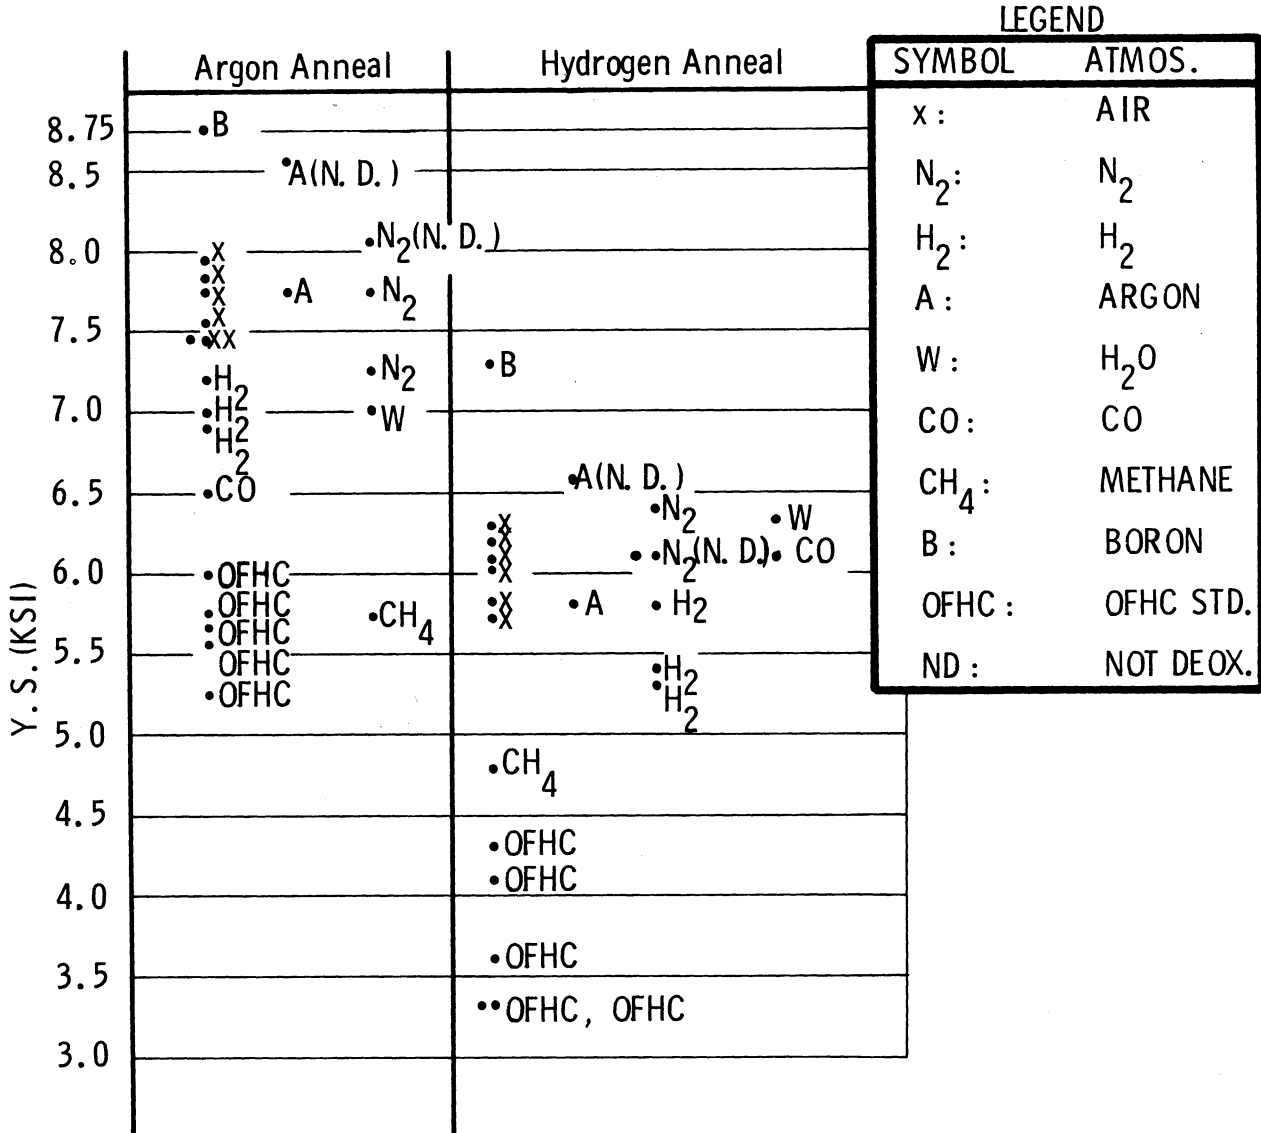 LEGEND
Argon Anneal Hydrogen Anneal SYMBOL ATMOS.
8.75 B X: AIR
8.5 A(N.D.) N2: N2
8.0 N2(N.D.) H2: H2
X
X
X A N2 A: ARGON
X
7.5
XX
H2 N2 B W: H2O
7.0 H2 W CO: CO
H2
6.5 CO A(N.D.) CH4: METHANE
N2 W
X
X
X N2(N.D.) CO B: BORON
6.0 OFHC X
OFHC X A H2 OFHC: OFHC STD.
OFHC CH4 X
5.5 OFHC H2 ND: NOT DEOX.
OFHC H2
5.0
CH4
4.5
OFHC
OFHC
4.0
OFHC
3.5
OFHC, OFHC
3.0
Y.S.(KSI)